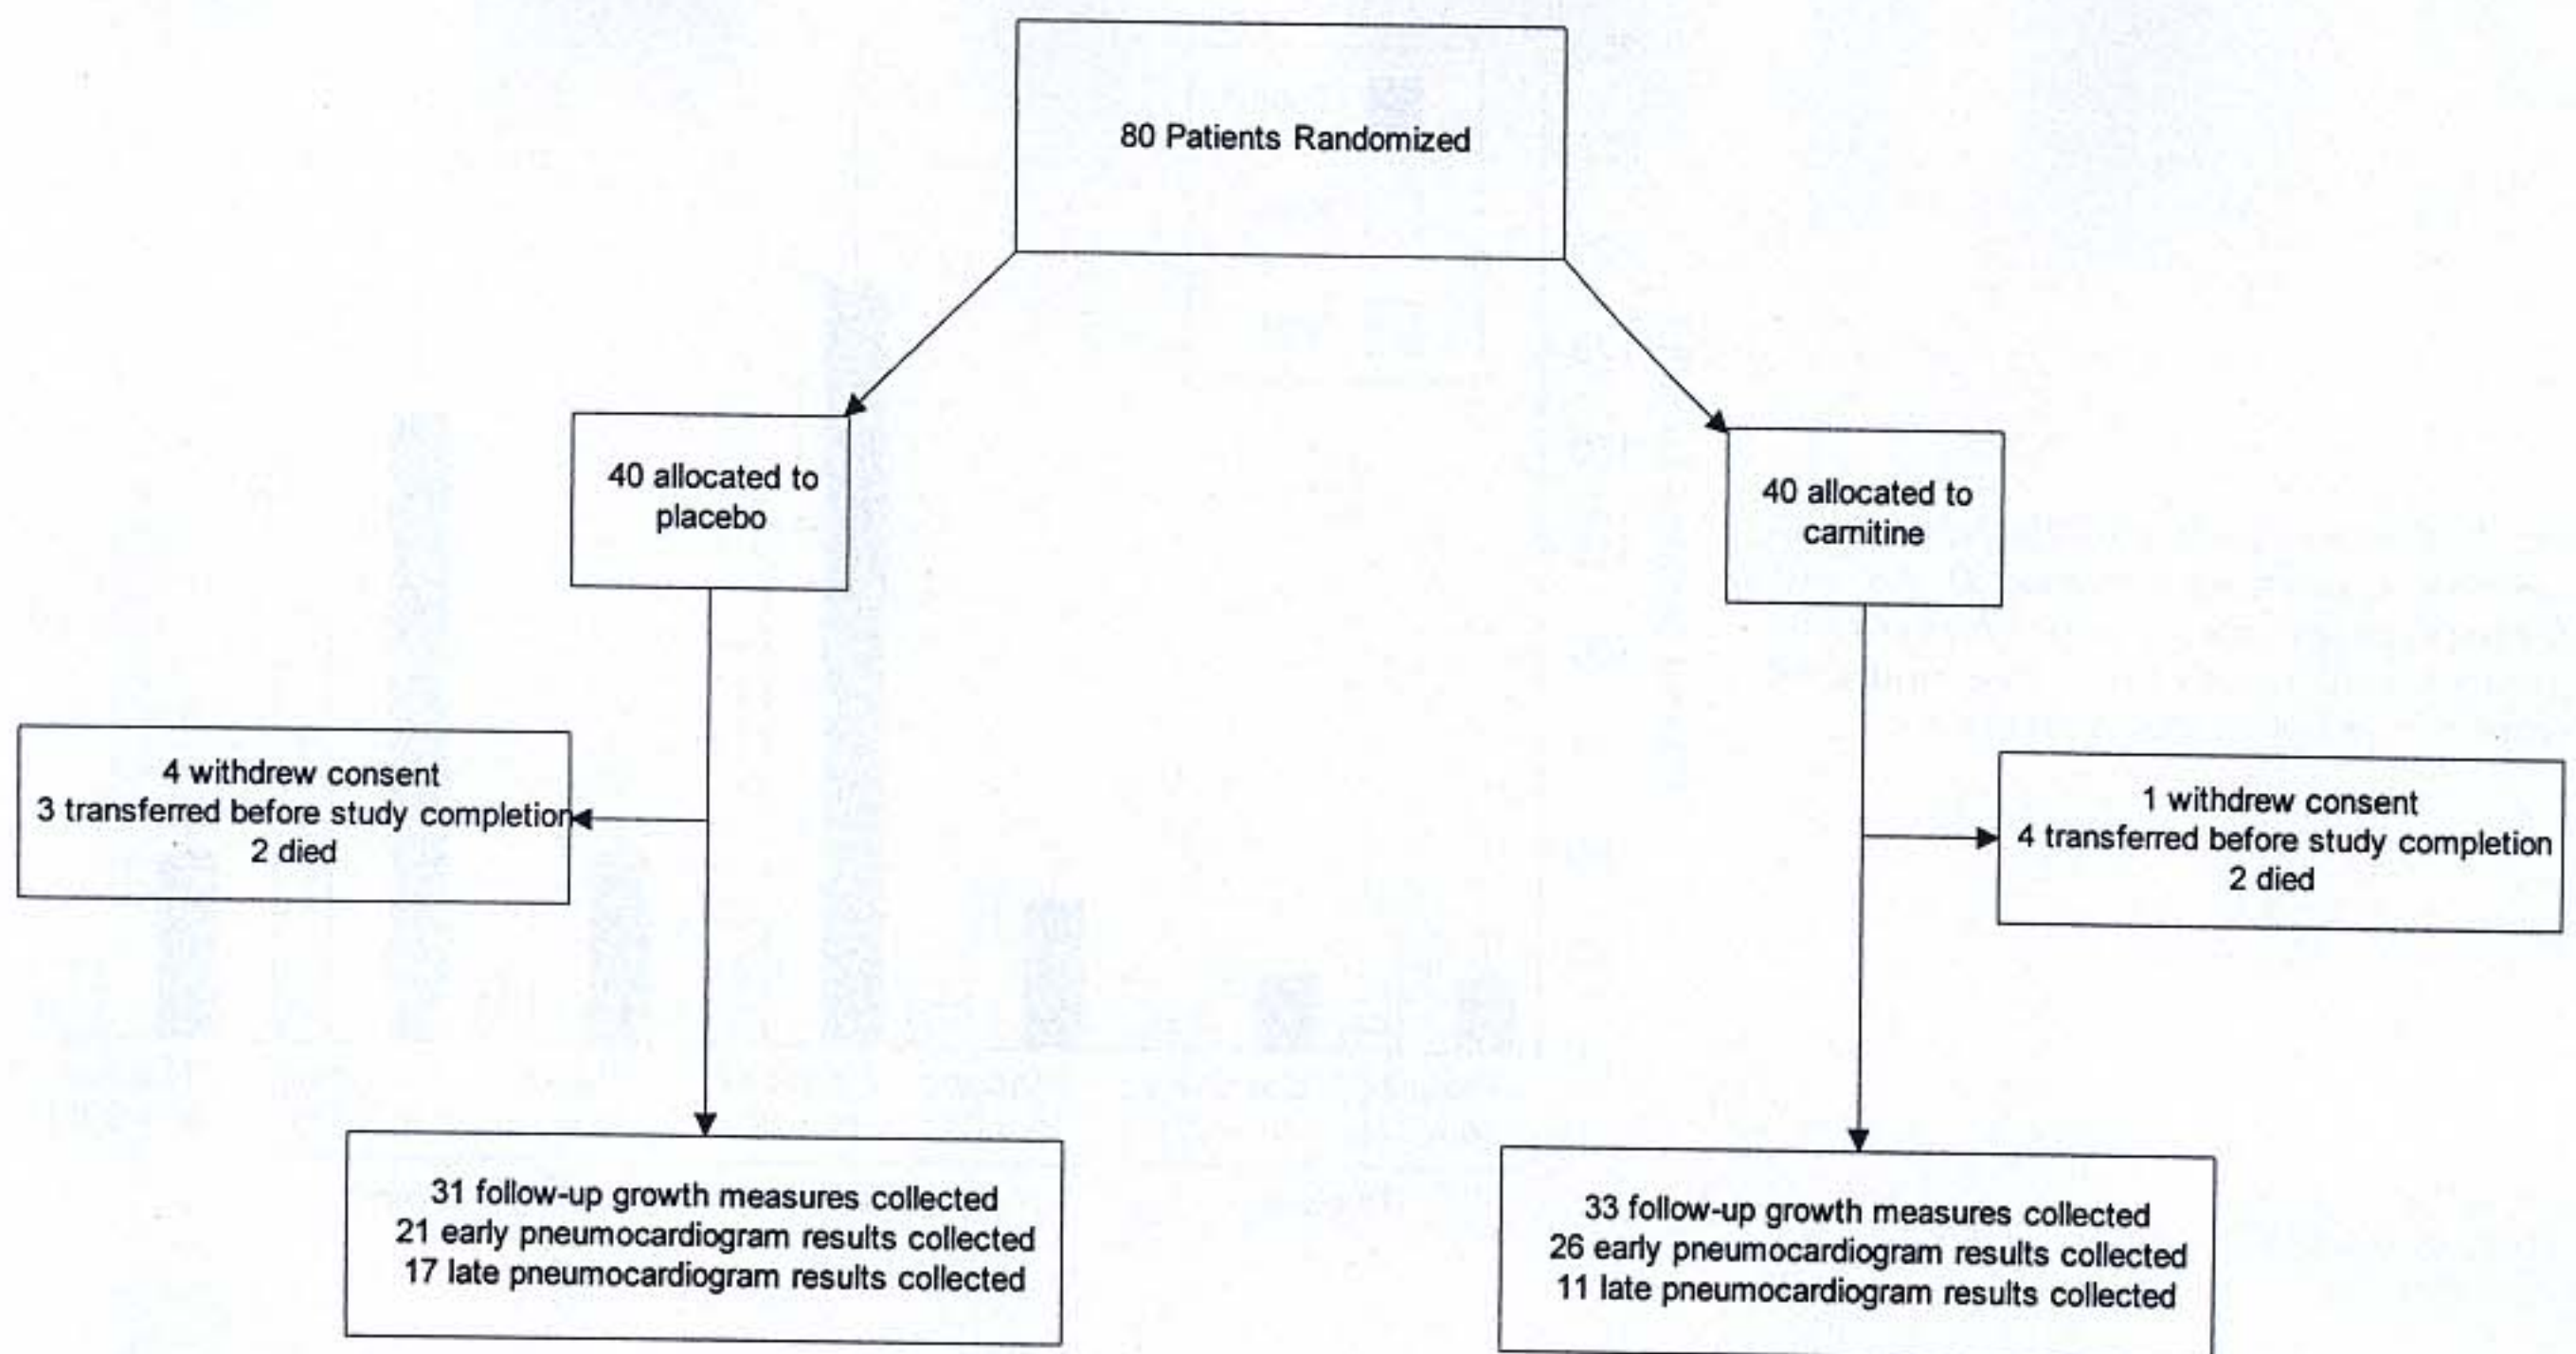 80 Patients Randomized
40 allocated to
placebo
40 allocated to
carnitine
4 withdrew consent
3 transferred before study completion
2 died
1 withdrew consent
4 transferred before study completion
2 died
31 follow-up growth measures collected
21 early pneumocardiogram results collected
17 late pneumocardiogram results collected
33 follow-up growth measures collected
26 early pneumocardiogram results collected
11 late pneumocardiogram results collected